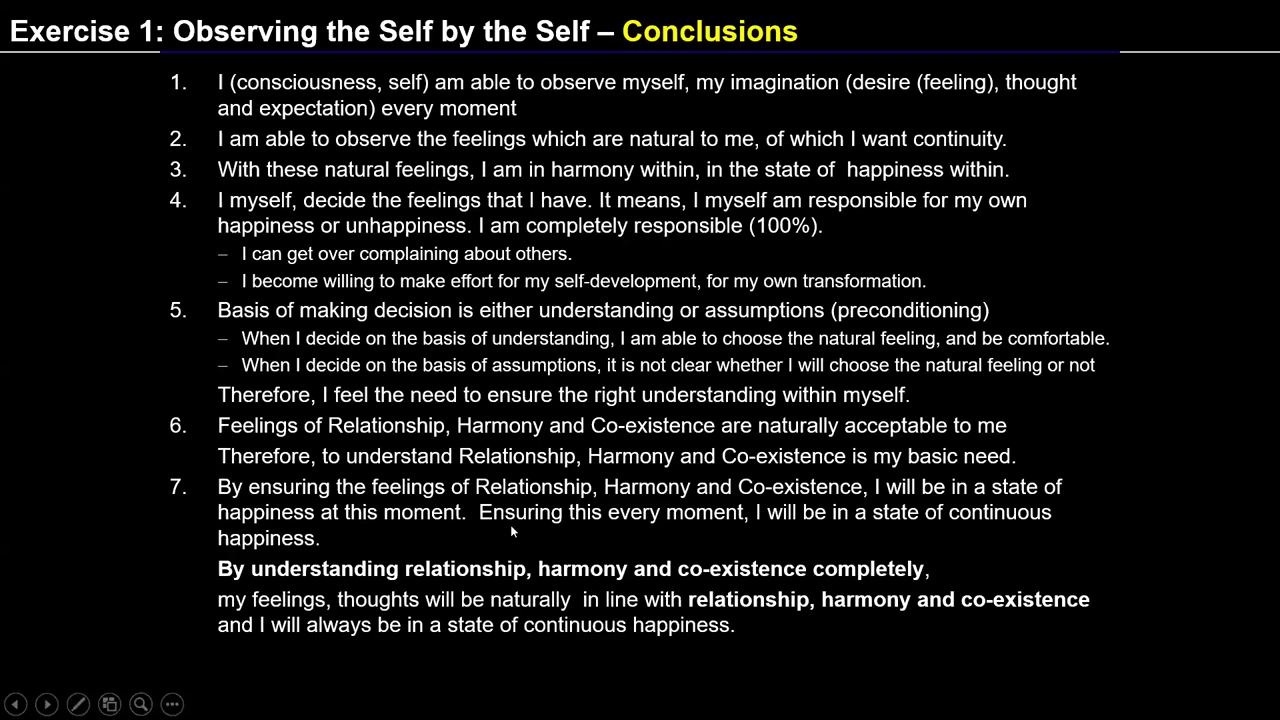 Exercise 1: Observing the Self by the Self – Conclusions
1. I (consciousness, self) am able to observe myself, my imagination (desire (feeling), thought
and expectation) every moment
2. I am able to observe the feelings which are natural to me, of which I want continuity.
3. With these natural feelings, I am in harmony within, in the state of  happiness within.
4. I myself, decide the feelings that I have. It means, I myself am responsible for my own
happiness or unhappiness. I am completely responsible (100%).
– I can get over complaining about others.
– I become willing to make effort for my self-development, for my own transformation.
5. Basis of making decision is either understanding or assumptions (preconditioning)
– When I decide on the basis of understanding, I am able to choose the natural feeling, and be comfortable.
– When I decide on the basis of assumptions, it is not clear whether I will choose the natural feeling or not
Therefore, I feel the need to ensure the right understanding within myself.
6. Feelings of Relationship, Harmony and Co-existence are naturally acceptable to me
Therefore, to understand Relationship, Harmony and Co-existence is my basic need.
7. By ensuring the feelings of Relationship, Harmony and Co-existence, I will be in a state of
happiness at this moment.  Ensuring this every moment, I will be in a state of continuous
happiness.
By understanding relationship, harmony and co-existence completely,
my feelings, thoughts will be naturally  in line with relationship, harmony and co-existence
and I will always be in a state of continuous happiness.